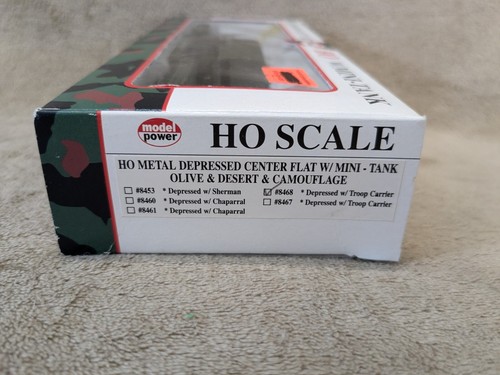 model
power
HO SCALE
HO METAL DEPRESSED CENTER FLAT W/ MINI - TANK
OLIVE & DESERT & CAMOUFLAGE
#8453 * Depressed w/ Sherman
#8460 * Depressed w/ Chaparral
#8461 * Depressed w/ Chaparral
#8468 * Depressed w/ Troop Carrier
#8467 * Depressed w/ Troop Carrier